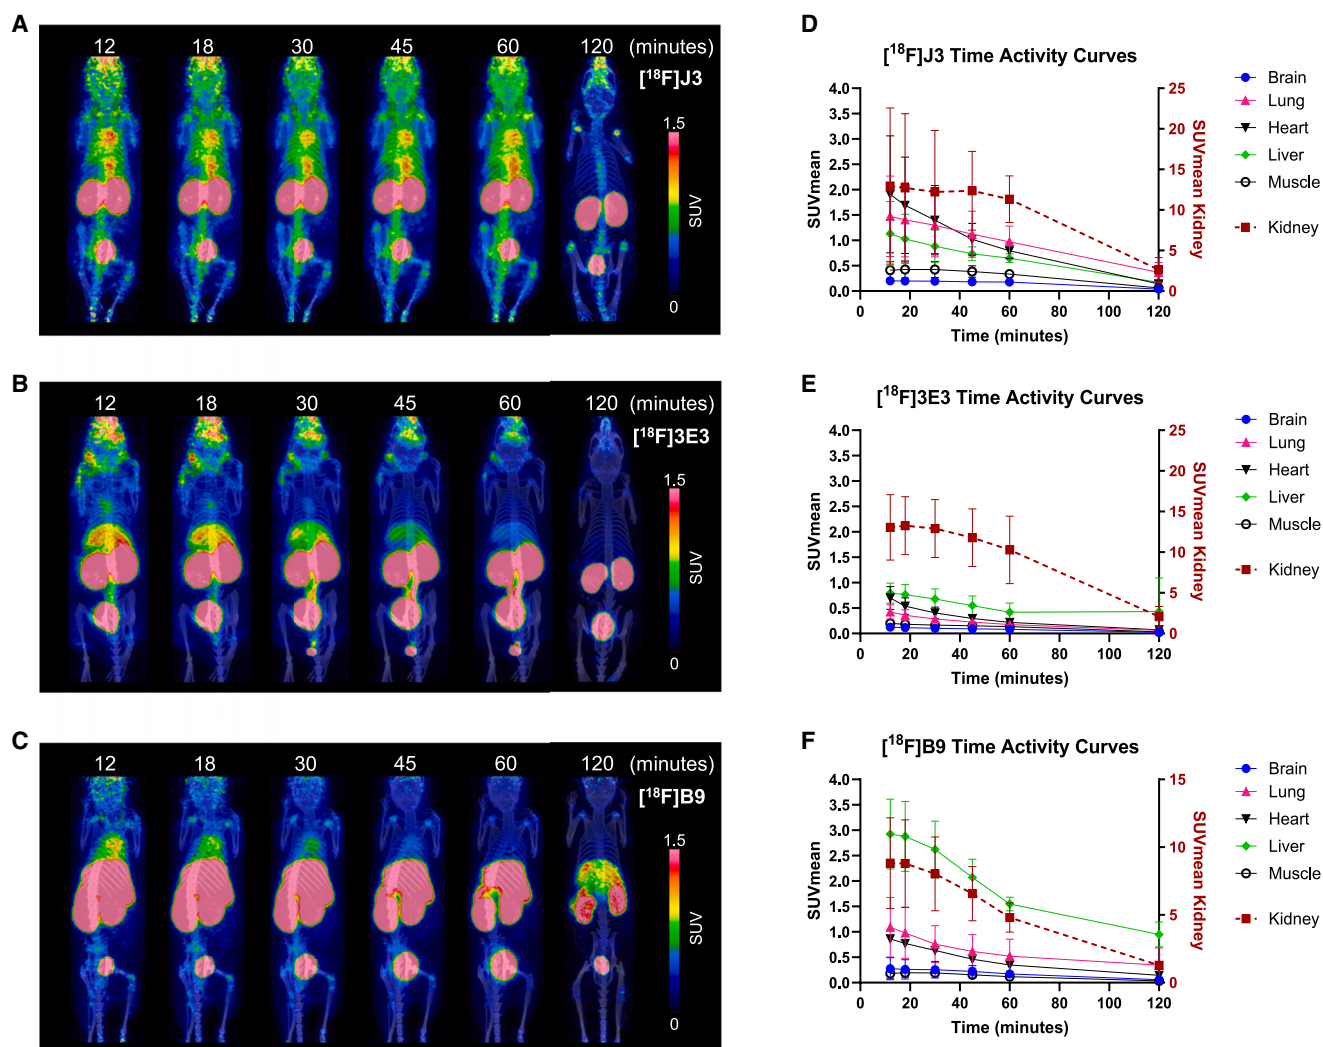 A
12 18 30 45 60 120 (minutes)
[¹⁸F]J3
1.5
SUV
0
D
[¹⁸F]J3 Time Activity Curves
4.0
3.5
3.0
2.5
2.0
1.5
1.0
0.5
0.0
SUVmean
25
20
15
10
5
0
SUVmean Kidney
0 20 40 60 80 100 120
Time (minutes)
Brain
Lung
Heart
Liver
Muscle
Kidney
B
12 18 30 45 60 120 (minutes)
[¹⁸F]3E3
1.5
SUV
0
E
[¹⁸F]3E3 Time Activity Curves
4.0
3.5
3.0
2.5
2.0
1.5
1.0
0.5
0.0
SUVmean
25
20
15
10
5
0
SUVmean Kidney
0 20 40 60 80 100 120
Time (minutes)
Brain
Lung
Heart
Liver
Muscle
Kidney
C
12 18 30 45 60 120 (minutes)
[¹⁸F]B9
1.5
SUV
0
F
[¹⁸F]B9 Time Activity Curves
4.0
3.5
3.0
2.5
2.0
1.5
1.0
0.5
0.0
SUVmean
15
10
5
0
SUVmean Kidney
0 20 40 60 80 100 120
Time (minutes)
Brain
Lung
Heart
Liver
Muscle
Kidney